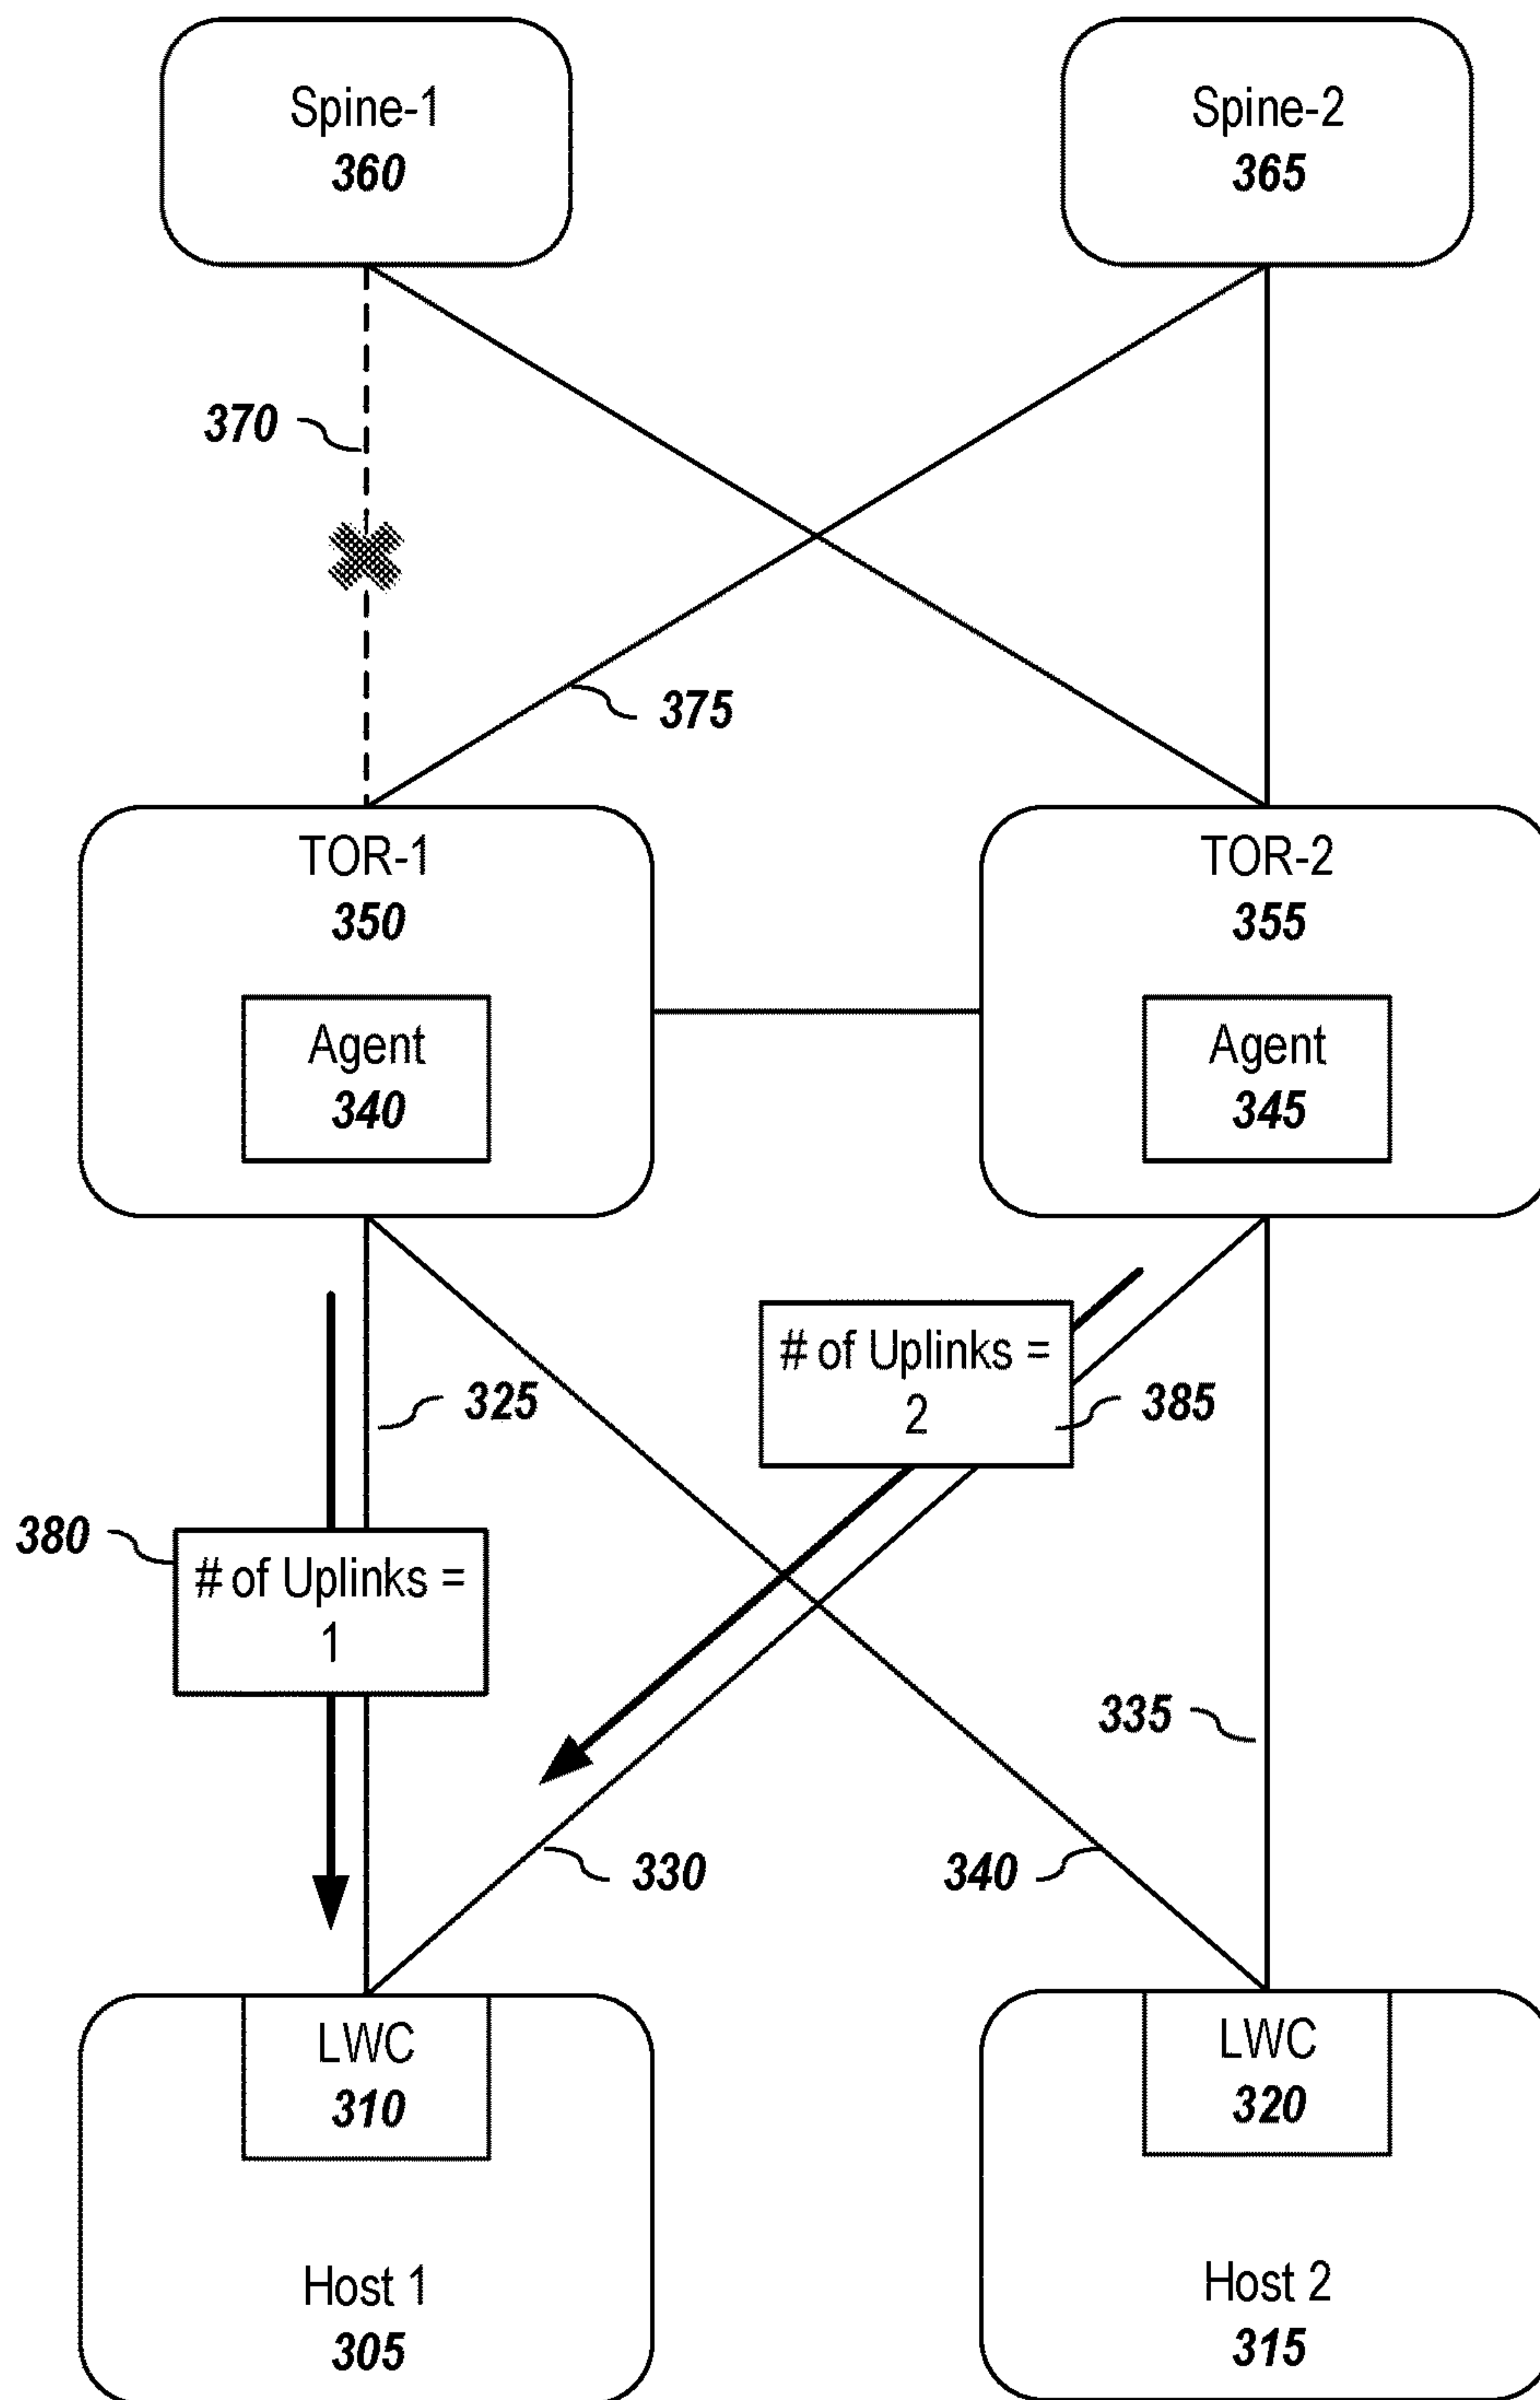 Spine-1
360
Spine-2
365
370
375
TOR-1
350
TOR-2
355
Agent
340
Agent
345
# of Uplinks =
2
385
325
380
# of Uplinks =
1
335
330
340
LWC
310
LWC
320
Host 1
305
Host 2
315